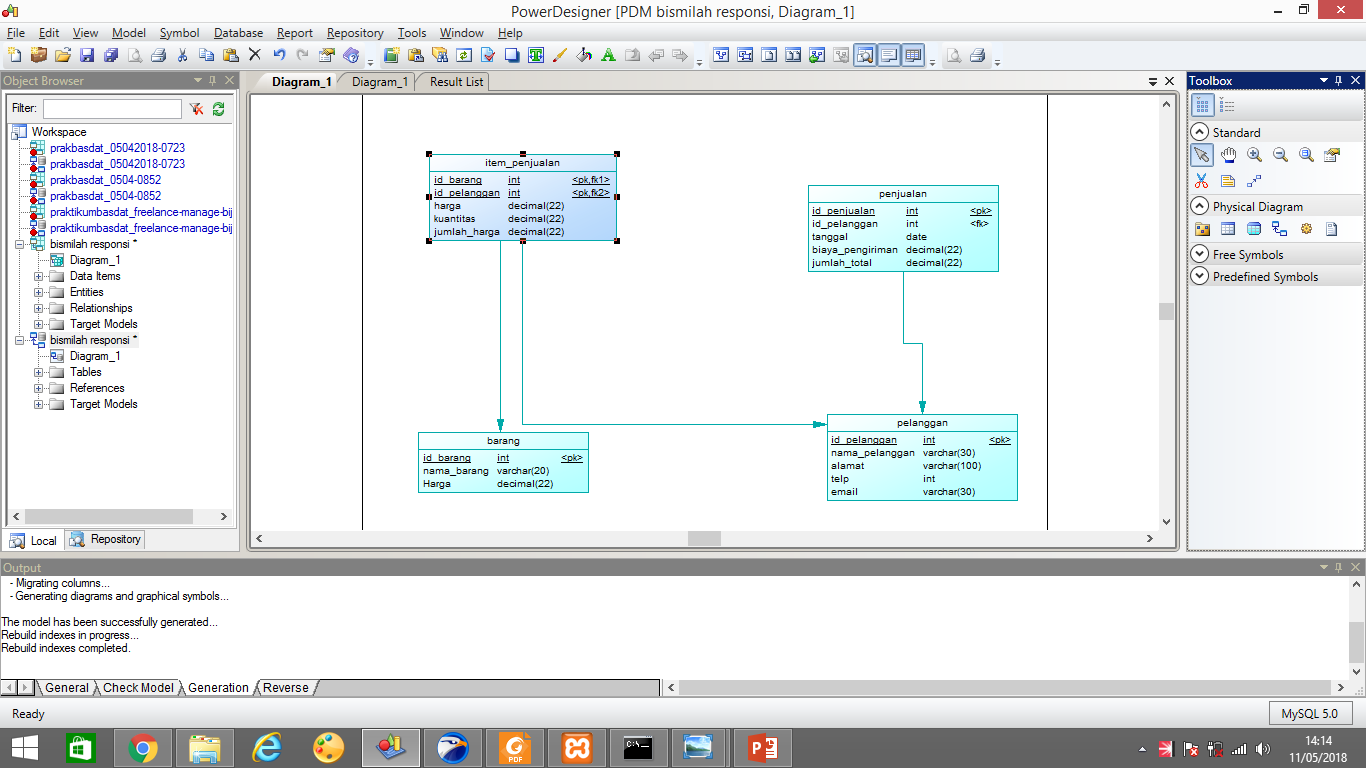 PowerDesigner [PDM bismilah responsi, Diagram_1]
File Edit View Model Symbol Database Report Repository Tools Window Help
Object Browser
Filter:
Workspace
prakbasdat_05042018-0723
prakbasdat_05042018-0723
prakbasdat_0504-0852
prakbasdat_0504-0852
praktikumbasdat_freelance-manage-bij
praktikumbasdat_freelance-manage-bij
bismilah responsi *
Diagram_1
Data Items
Entities
Relationships
Target Models
bismilah responsi *
Diagram_1
Tables
References
Target Models
Local Repository
Diagram_1 Diagram_1 Result List
item_penjualan
id_barang int <pk,fk1>
id_pelanggan int <pk,fk2>
harga decimal(22)
kuantitas decimal(22)
jumlah_harga decimal(22)
penjualan
id_penjualan int <pk>
id_pelanggan int <fk>
tanggal date
biaya_pengiriman decimal(22)
jumlah_total decimal(22)
barang
id_barang int <pk>
nama_barang varchar(20)
Harga decimal(22)
pelanggan
id_pelanggan int <pk>
nama_pelanggan varchar(30)
alamat varchar(100)
telp int
email varchar(30)
Toolbox
Standard
Physical Diagram
Free Symbols
Predefined Symbols
Output
- Migrating columns...
- Generating diagrams and graphical symbols...
The model has been successfully generated...
Rebuild indexes in progress...
Rebuild indexes completed.
General Check Model Generation Reverse
Ready
MySQL 5.0
PDF
C:\
14:14
11/05/2018